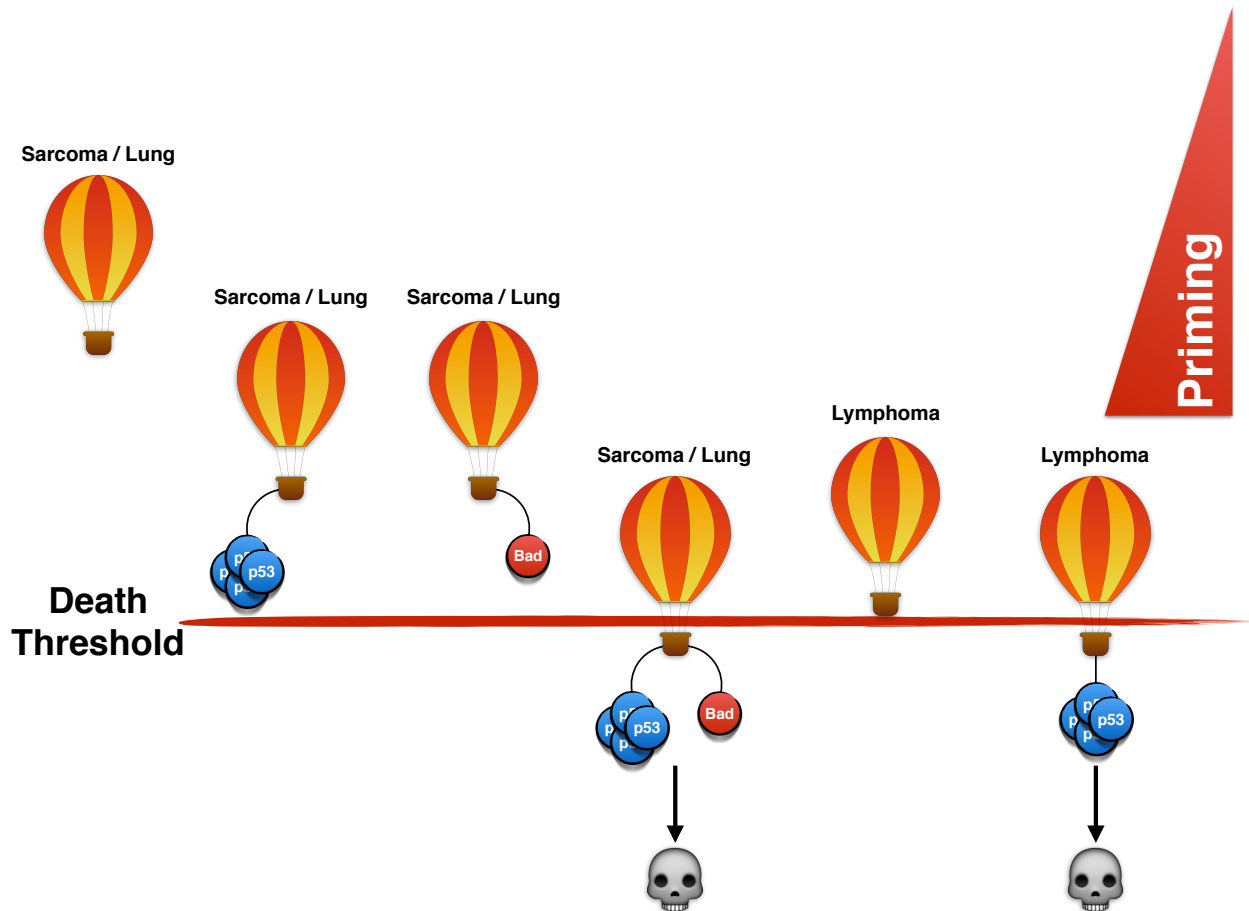 Sarcoma / Lung
Sarcoma / Lung
Sarcoma / Lung
Priming
Lymphoma
Sarcoma / Lung
Lymphoma
p53
Bad
Death
Threshold
p53
Bad
p53